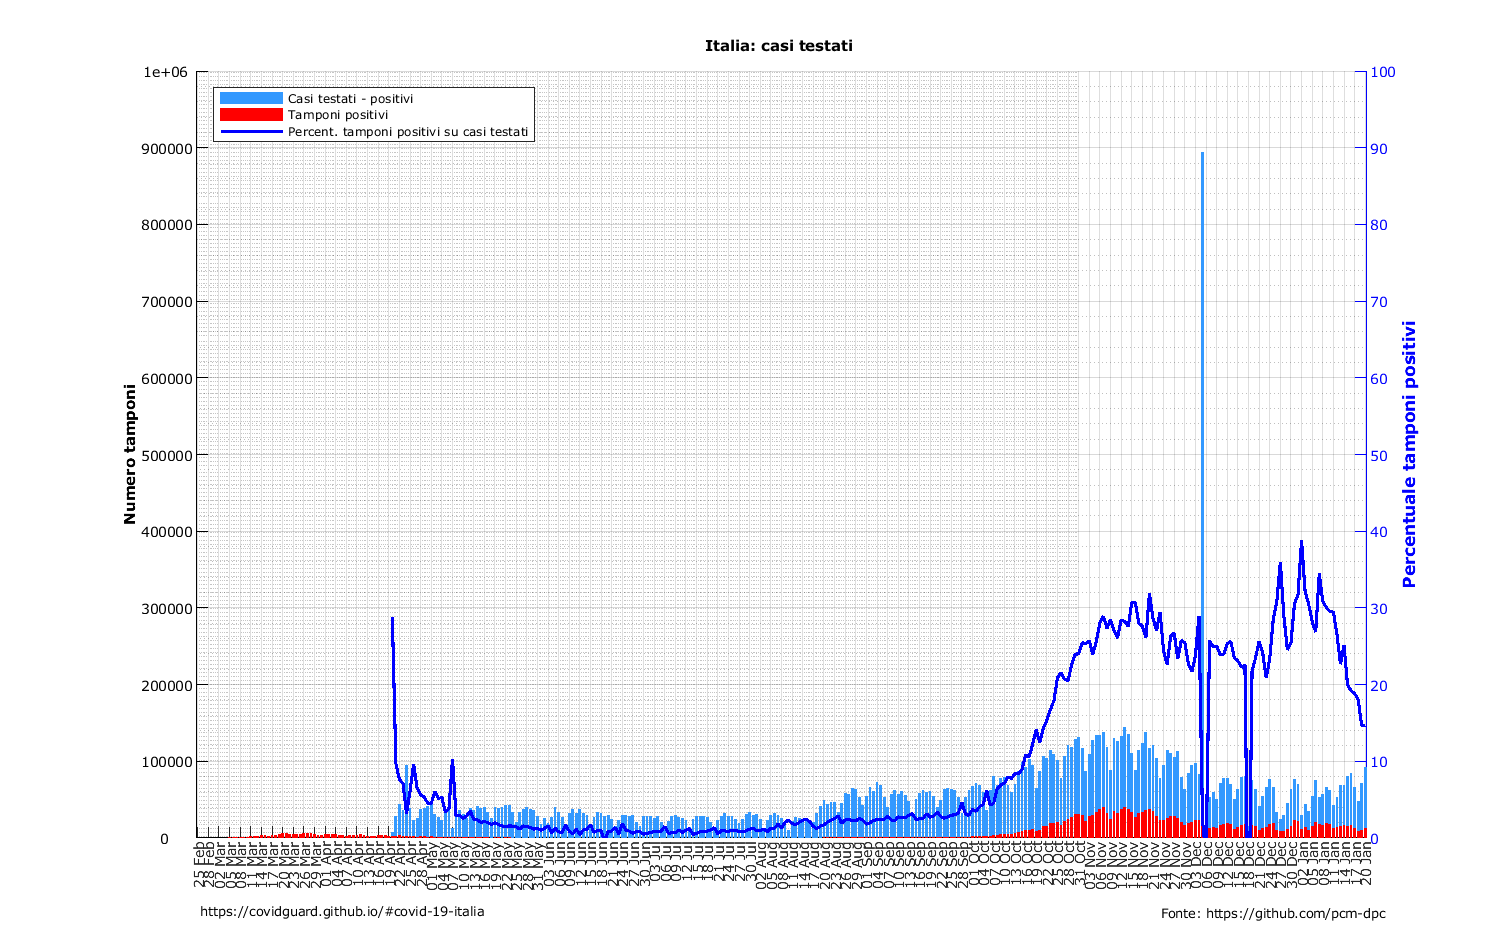 Italia: casi testati
Casi testati - positivi
Tamponi positivi
Percent. tamponi positivi su casi testati
Numero tamponi
1e+06
900000
800000
700000
600000
500000
400000
300000
200000
100000
0
Percentuale tamponi positivi
100
90
80
70
60
50
40
30
20
10
0
25 Feb
28 Feb
02 Mar
05 Mar
08 Mar
11 Mar
14 Mar
17 Mar
20 Mar
23 Mar
26 Mar
29 Mar
01 Apr
04 Apr
07 Apr
10 Apr
13 Apr
16 Apr
19 Apr
22 Apr
25 Apr
28 Apr
01 May
04 May
07 May
10 May
13 May
16 May
19 May
22 May
25 May
28 May
31 May
03 Jun
06 Jun
09 Jun
12 Jun
15 Jun
18 Jun
21 Jun
24 Jun
27 Jun
30 Jun
03 Jul
06 Jul
09 Jul
12 Jul
15 Jul
18 Jul
21 Jul
24 Jul
27 Jul
30 Jul
02 Aug
05 Aug
08 Aug
11 Aug
14 Aug
17 Aug
20 Aug
23 Aug
26 Aug
29 Aug
01 Sep
04 Sep
07 Sep
10 Sep
13 Sep
16 Sep
19 Sep
22 Sep
25 Sep
28 Sep
01 Oct
04 Oct
07 Oct
10 Oct
13 Oct
16 Oct
19 Oct
22 Oct
25 Oct
28 Oct
31 Oct
03 Nov
06 Nov
09 Nov
12 Nov
15 Nov
18 Nov
21 Nov
24 Nov
27 Nov
30 Nov
03 Dec
06 Dec
09 Dec
12 Dec
15 Dec
18 Dec
21 Dec
24 Dec
27 Dec
30 Dec
02 Jan
05 Jan
08 Jan
11 Jan
14 Jan
17 Jan
20 Jan
https://covidguard.github.io/#covid-19-italia
Fonte: https://github.com/pcm-dpc